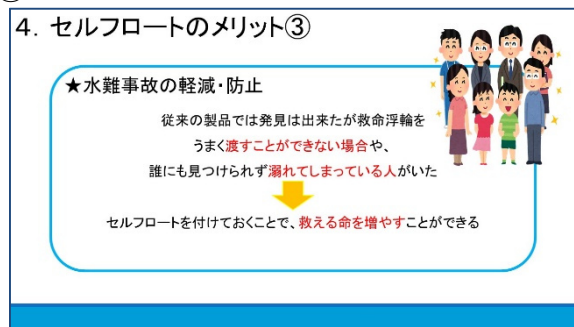 4. セルフロートのメリット③
★水難事故の軽減・防止
従来の製品では発見は出来たが救命浮輪を
うまく渡すことができない場合や、
誰にも見つけられず溺れてしまっている人がいた
セルフロートを付けておくことで、救える命を増やすことができる